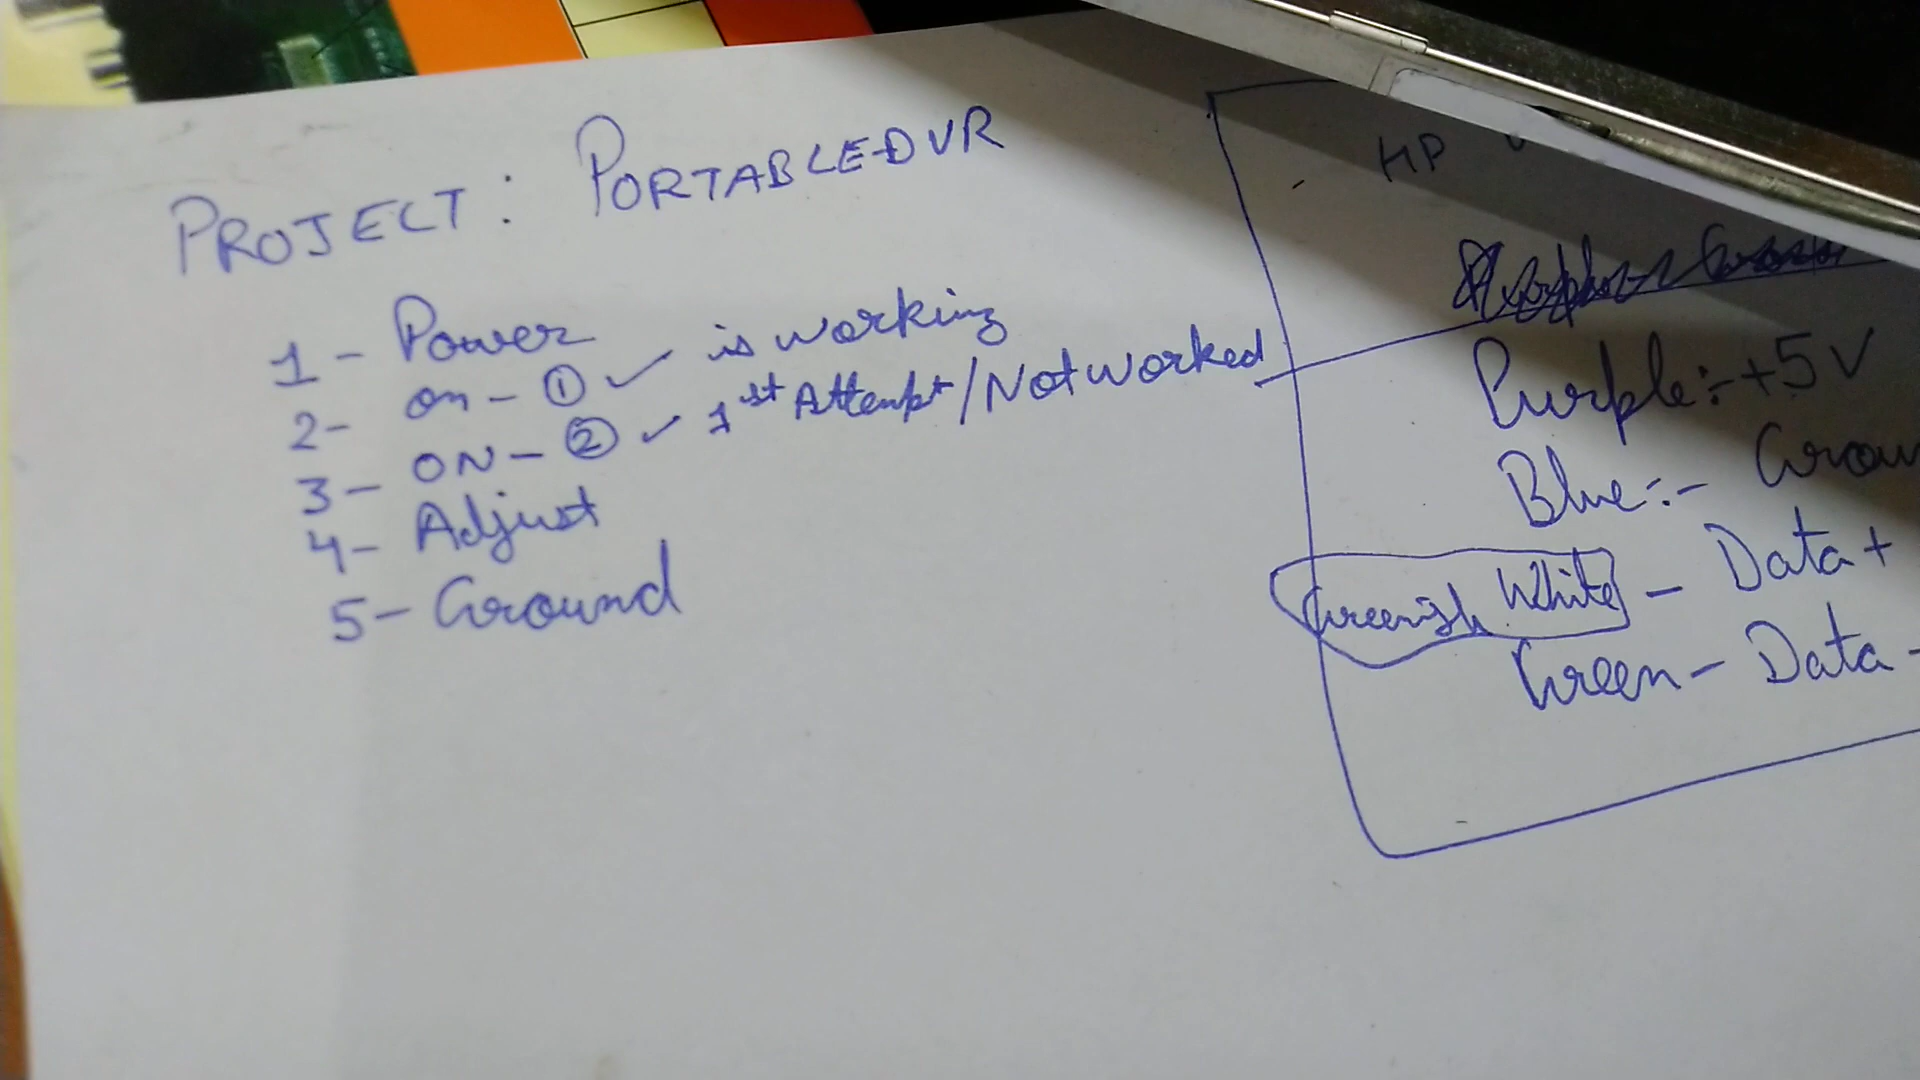 PROJECT: PORTABLE-DVR
1 - Power
2- on - ① ✓ is working
3 - ON - ② ✓ 1st Attempt/Not worked
4 - Adjust
5 - Ground
HP
Purple:- +5V
Blue:-
Greenish White - Data +
Green - Data -